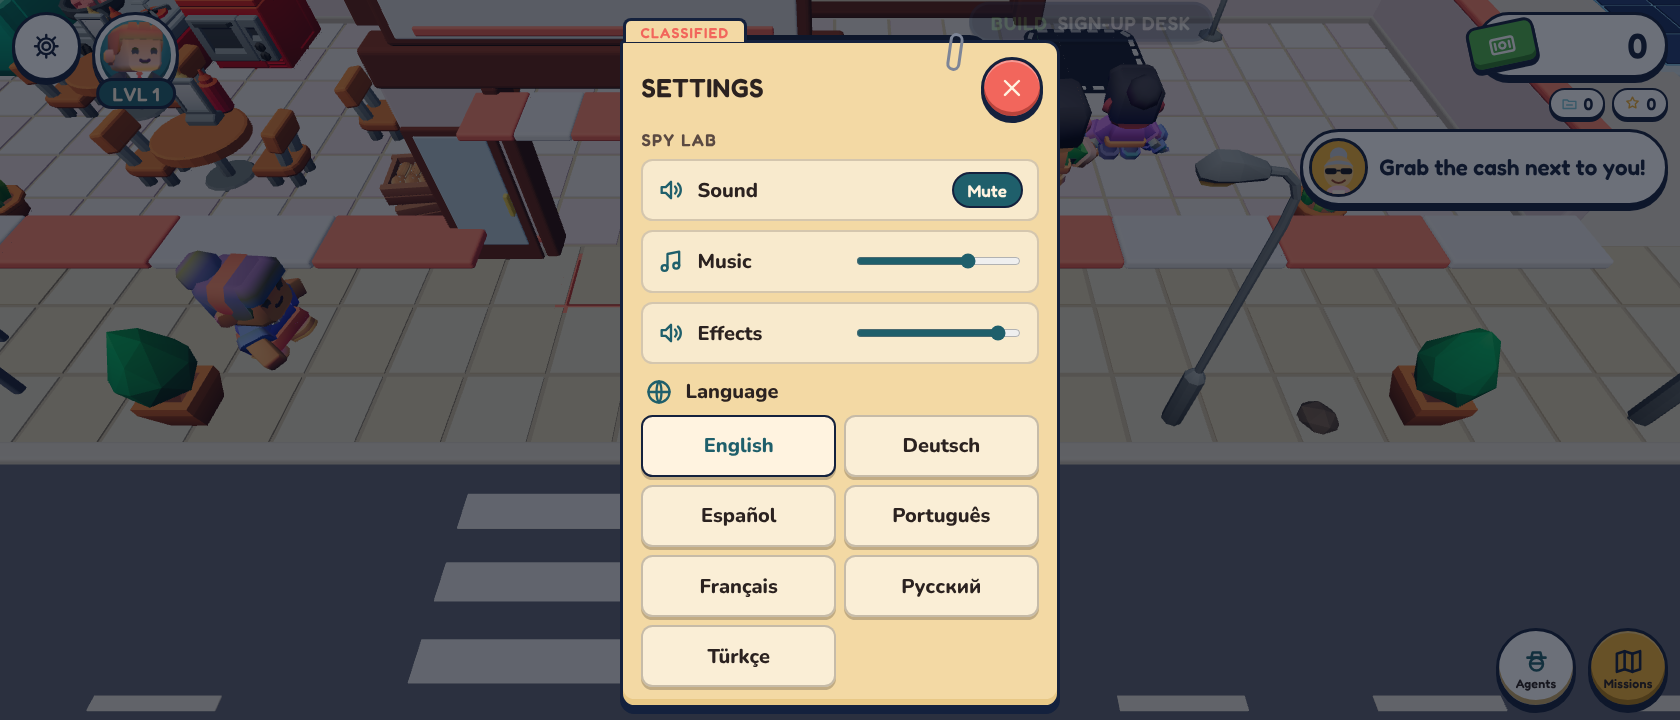 BUILD SIGN-UP DESK
CLASSIFIED
SETTINGS
LVL 1
0
0
0
Grab the cash next to you!
SPY LAB
Sound
Mute
Music
Effects
Language
English
Deutsch
Español
Português
Français
Русский
Türkçe
Agents
Missions